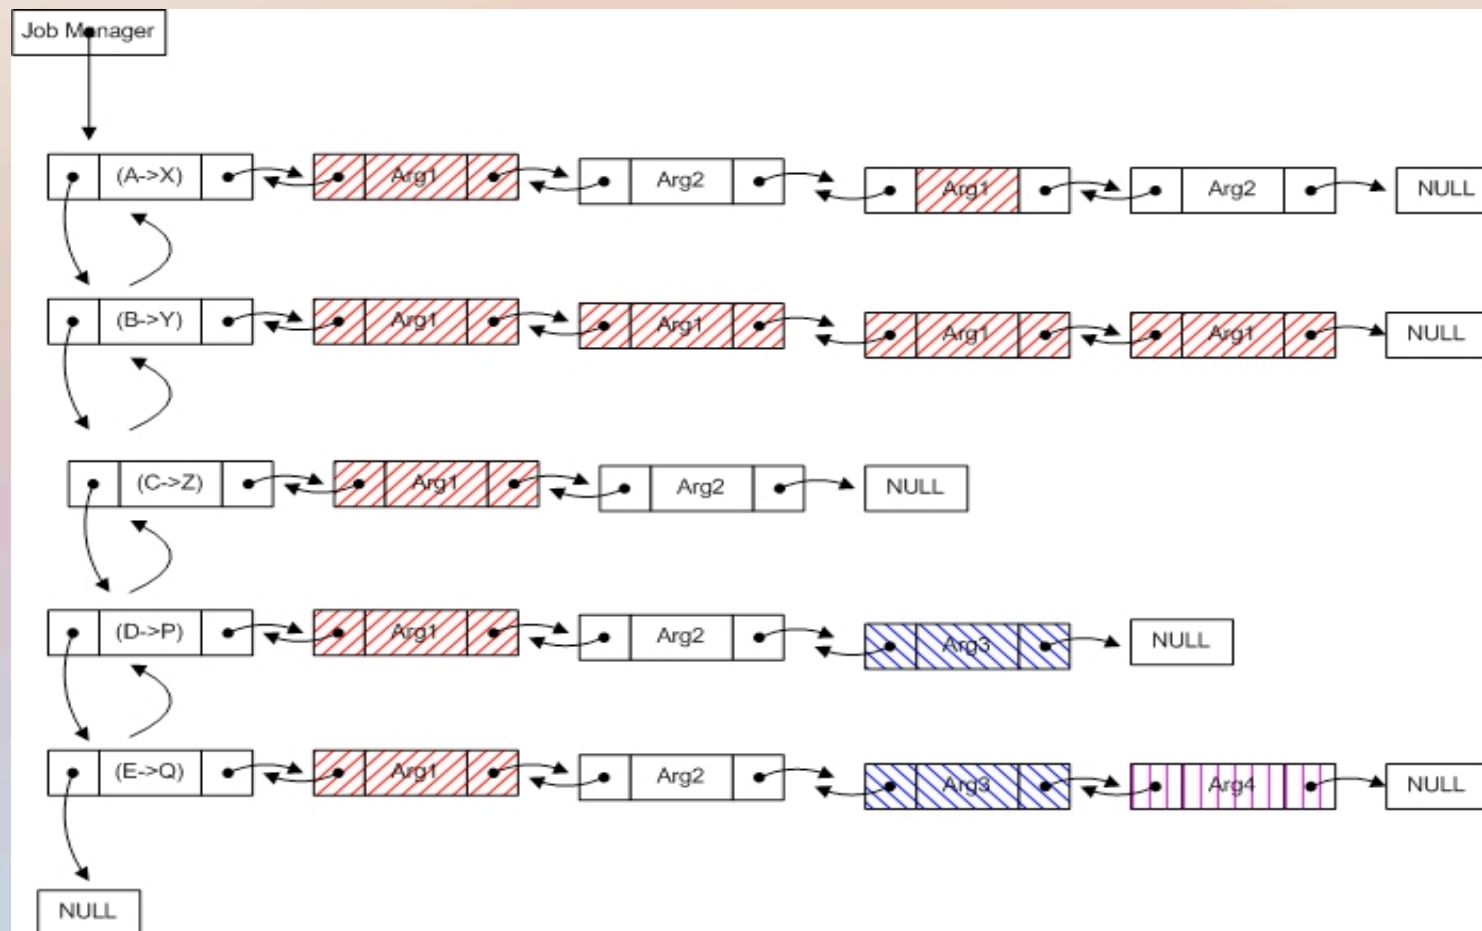 Job Manager
(A->X) Arg1 Arg2 Arg1 Arg2 NULL
(B->Y) Arg1 Arg1 Arg1 Arg1 NULL
(C->Z) Arg1 Arg2 NULL
(D->P) Arg1 Arg2 Arg3 NULL
(E->Q) Arg1 Arg2 Arg3 Arg4 NULL
NULL